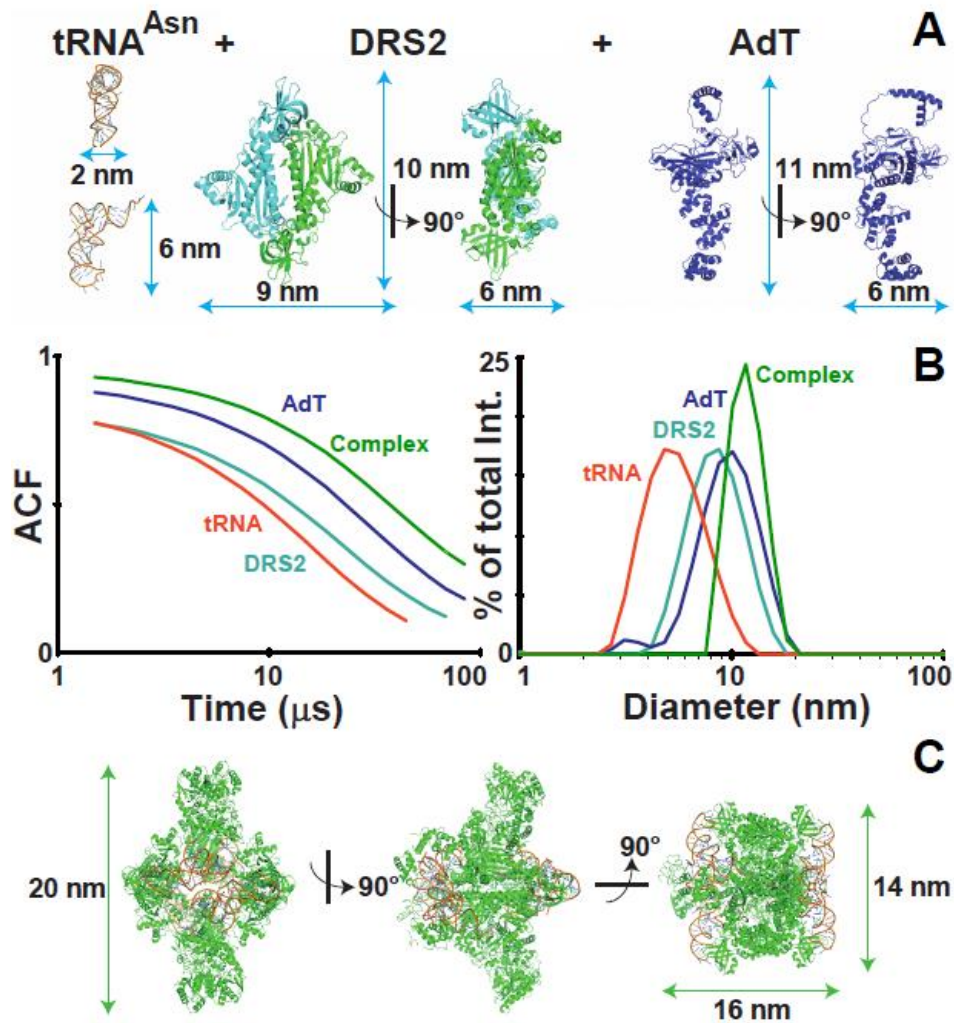 tRNA^Asn + DRS2 + AdT A
2 nm
6 nm
9 nm
10 nm
90°
6 nm
11 nm
90°
6 nm
B
1
ACF
AdT
Complex
tRNA
DRS2
0
1 10 100
Time (μs)
25
% of total Int.
Complex
AdT
DRS2
tRNA
0
1 10 100
Diameter (nm)
C
20 nm
90°
90°
14 nm
16 nm